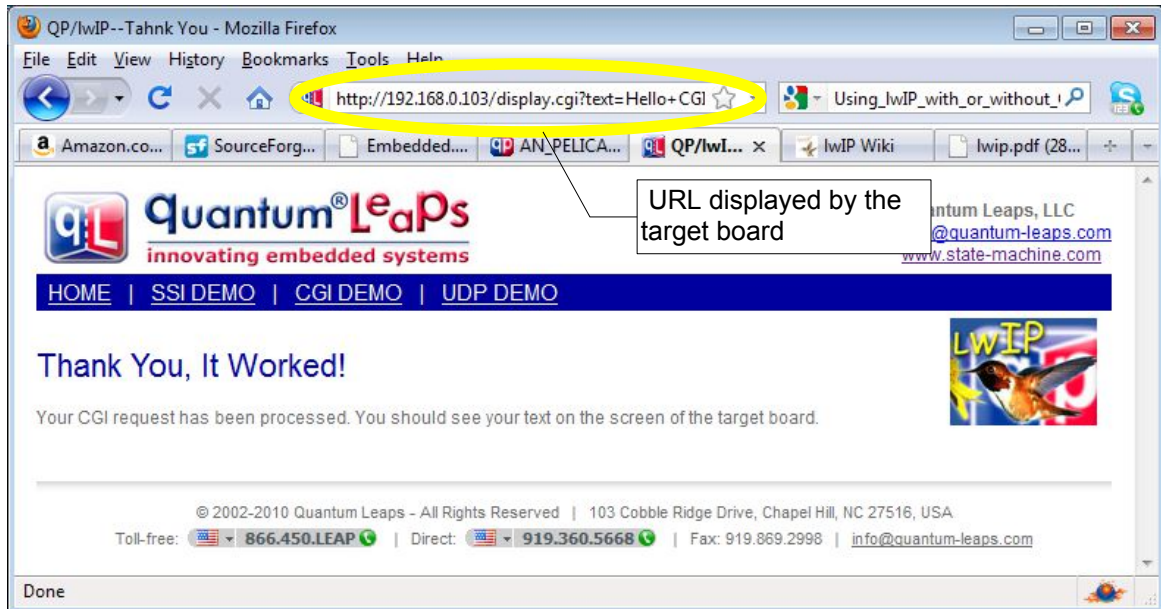 QP/lwIP--Tahnk You - Mozilla Firefox
File Edit View History Bookmarks Tools Help
http://192.168.0.103/display.cgi?text=Hello+CGI Using_lwIP_with_or_without_
Amazon.co... SourceForg... Embedded.... AN_PELICA... QP/lwI... lwIP Wiki lwip.pdf (28...
URL displayed by the
target board
qL quantum® LeaPs
innovating embedded systems
antum Leaps, LLC
@quantum-leaps.com
www.state-machine.com
HOME | SSI DEMO | CGI DEMO | UDP DEMO
LwIP
Thank You, It Worked!
Your CGI request has been processed. You should see your text on the screen of the target board.
© 2002-2010 Quantum Leaps - All Rights Reserved | 103 Cobble Ridge Drive, Chapel Hill, NC 27516, USA
Toll-free: 866.450.LEAP | Direct: 919.360.5668 | Fax: 919.869.2998 | info@quantum-leaps.com
Done